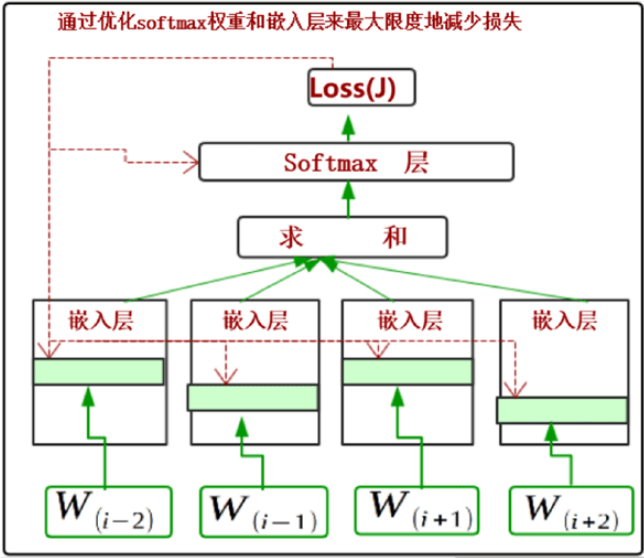 通过优化softmax权重和嵌入层来最大限度地减少损失
Loss(J)
Softmax 层
求 和
嵌入层 嵌入层 嵌入层 嵌入层
W(i−2) W(i−1) W(i+1) W(i+2)